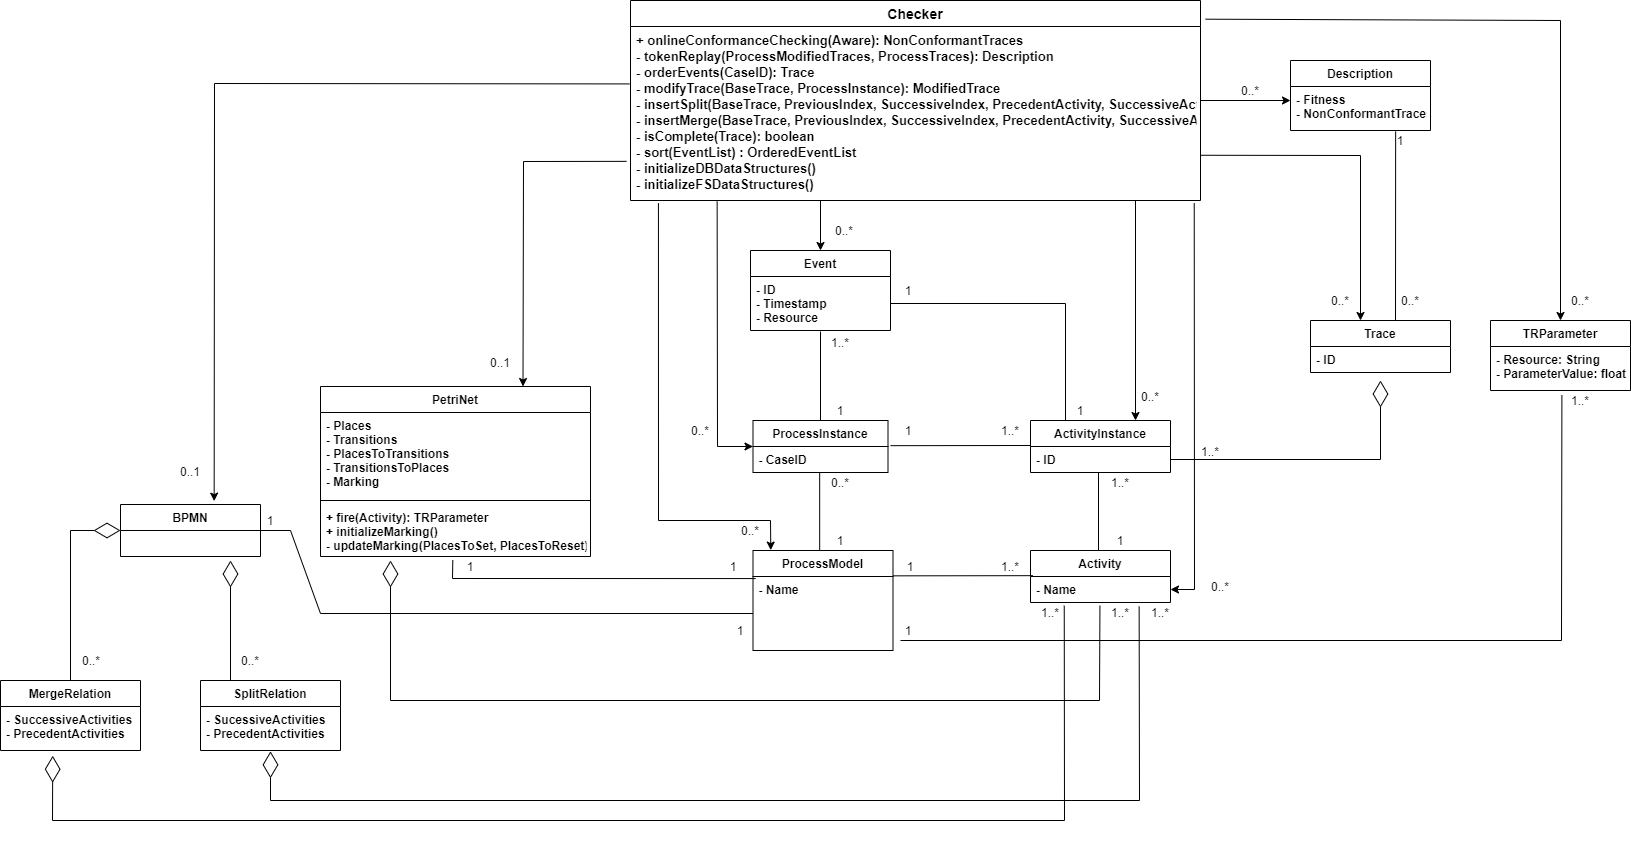 Checker
+ onlineConformanceChecking(Aware): NonConformantTraces
- tokenReplay(ProcessModifiedTraces, ProcessTraces): Description
- orderEvents(CaseID): Trace
- modifyTrace(BaseTrace, ProcessInstance): ModifiedTrace
- insertSplit(BaseTrace, PreviousIndex, SuccessiveIndex, PrecedentActivity, SuccessiveAc
- insertMerge(BaseTrace, PreviousIndex, SuccessiveIndex, PrecedentActivity, SuccessiveA
- isComplete(Trace): boolean
- sort(EventList) : OrderedEventList
- initializeDBDataStructures()
- initializeFSDataStructures()
Description
- Fitness
- NonConformantTrace
0..*
1
0..*
Event
- ID
- Timestamp
- Resource
1
1..*
0..*
0..*
0..*
Trace
- ID
TRParameter
- Resource: String
- ParameterValue: float
1..*
0..1
PetriNet
- Places
- Transitions
- PlacesToTransitions
- TransitionsToPlaces
- Marking
+ fire(Activity): TRParameter
+ initializeMarking()
- updateMarking(PlacesToSet, PlacesToReset)
0..*
1
1
0..*
ProcessInstance
- CaseID
1
1..*
ActivityInstance
- ID
1..*
0..1
BPMN
1
0..*
1..*
0..*
1
1
ProcessModel
- Name
1
1..*
Activity
- Name
0..*
1
1
1
1
1..*
1..*
1..*
0..*
0..*
MergeRelation
- SuccessiveActivities
- PrecedentActivities
SplitRelation
- SucessiveActivities
- PrecedentActivities